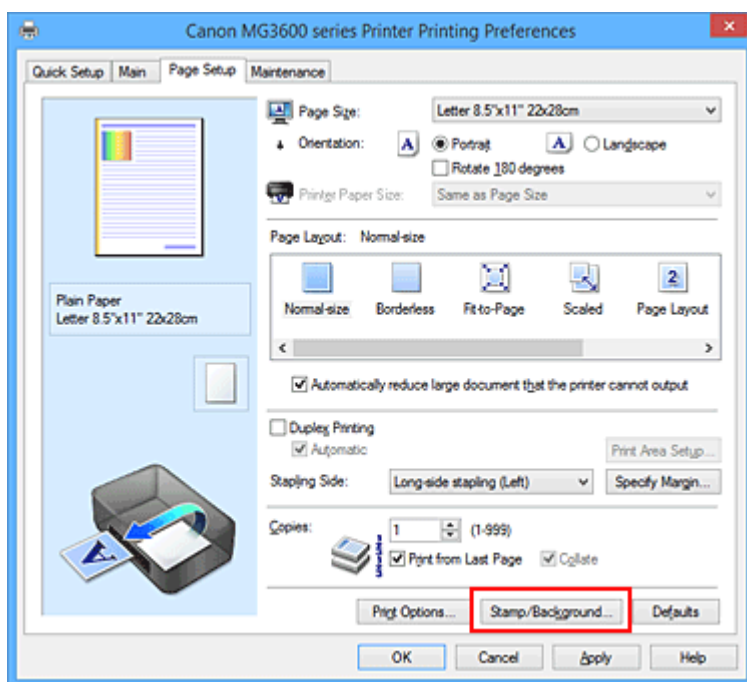 Canon MG3600 series Printer Printing Preferences
Quick Setup Main Page Setup Maintenance
Page Size: Letter 8.5"x11" 22x28cm
Orientation: A Portrait A Landscape
Rotate 180 degrees
Printer Paper Size: Same as Page Size
Page Layout: Normal-size
Normal-size Borderless Fit-to-Page Scaled Page Layout
Plain Paper
Letter 8.5"x11" 22x28cm
Automatically reduce large document that the printer cannot output
Duplex Printing
Automatic
Print Area Setup...
Stapling Side: Long-side stapling (Left) Specify Margin...
Copies: 1 (1-999)
Print from Last Page Collate
Print Options... Stamp/Background... Defaults
OK Cancel Apply Help